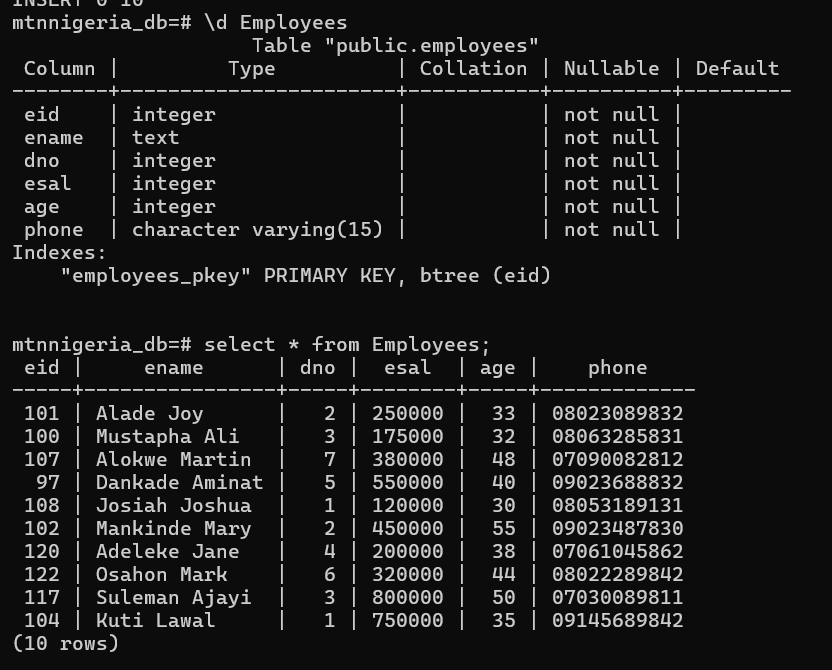 INSERT 0 10
mtnnigeria_db=# \d Employees
                    Table "public.employees"
 Column |         Type          | Collation | Nullable | Default
--------+-----------------------+-----------+----------+---------
 eid    | integer               |           | not null |
 ename  | text                  |           | not null |
 dno    | integer               |           | not null |
 esal   | integer               |           | not null |
 age    | integer               |           | not null |
 phone  | character varying(15) |           | not null |
Indexes:
    "employees_pkey" PRIMARY KEY, btree (eid)
mtnnigeria_db=# select * from Employees;
 eid |     ename      | dno |  esal  | age |    phone
-----+----------------+-----+--------+-----+-------------
 101 | Alade Joy      |   2 | 250000 |  33 | 08023089832
 100 | Mustapha Ali   |   3 | 175000 |  32 | 08063285831
 107 | Alokwe Martin  |   7 | 380000 |  48 | 07090082812
  97 | Dankade Aminat |   5 | 550000 |  40 | 09023688832
 108 | Josiah Joshua  |   1 | 120000 |  30 | 08053189131
 102 | Mankinde Mary  |   2 | 450000 |  55 | 09023487830
 120 | Adeleke Jane   |   4 | 200000 |  38 | 07061045862
 122 | Osahon Mark    |   6 | 320000 |  44 | 08022289842
 117 | Suleman Ajayi  |   3 | 800000 |  50 | 07030089811
 104 | Kuti Lawal     |   1 | 750000 |  35 | 09145689842
(10 rows)